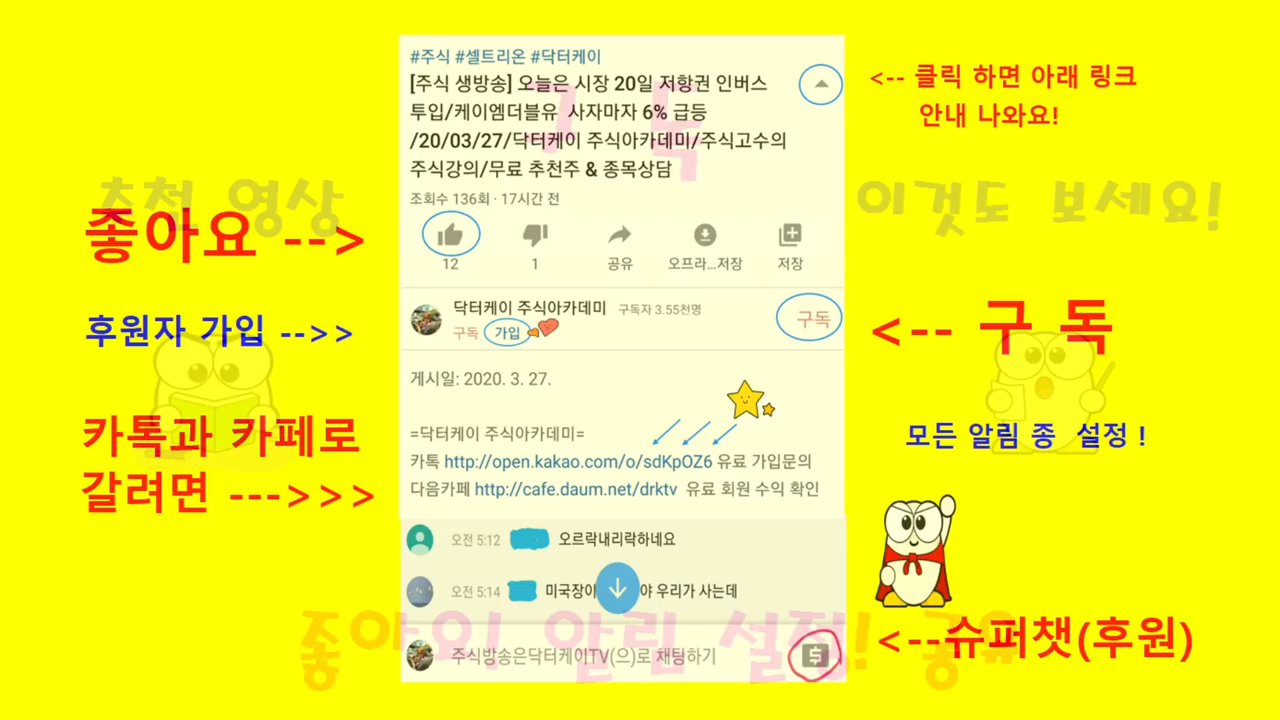 #주식 #셀트리온 #닥터케이
[주식 생방송] 오늘은 시장 20일 저항권 인버스
투입/케이엠더블유 사자마자 6% 급등
/20/03/27/닥터케이 주식아카데미/주식고수의
주식강의/무료 추천주 & 종목상담
조회수 136회 · 17시간 전
<-- 클릭 하면 아래 링크
안내 나와요!
구 독
추천 영상
이것도 보세요!
좋아요 -->
12
1
공유
오프라...저장
저장
후원자 가입 -->>
닥터케이 주식아카데미 구독자 3.55천명
구독 가입
구독
<-- 구 독
게시일: 2020. 3. 27.
카톡과 카페로
갈려면 --->>>
모든 알림 종 설정 !
=닥터케이 주식아카데미=
카톡 http://open.kakao.com/o/sdKpOZ6 유료 가입문의
다음카페 http://cafe.daum.net/drktv 유료 회원 수익 확인
오전 5:12 오르락내리락하네요
오전 5:14 미국장이 야 우리가 사는데
좋아요! 알림 설정! 공유
주식방송은닥터케이TV(으)로 채팅하기
<--슈퍼챗(후원)